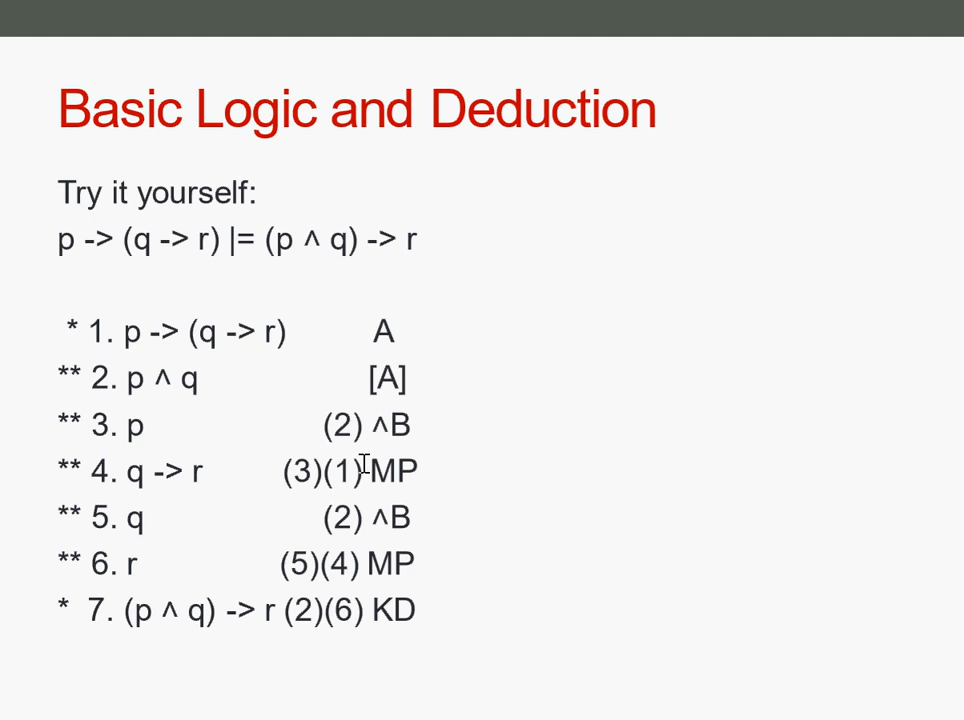 Basic Logic and Deduction
Try it yourself:
p -> (q -> r) |= (p ^ q) -> r
* 1. p -> (q -> r) A
** 2. p ^ q [A]
** 3. p (2) ^B
** 4. q -> r (3)(1) MP
** 5. q (2) ^B
** 6. r (5)(4) MP
* 7. (p ^ q) -> r (2)(6) KD